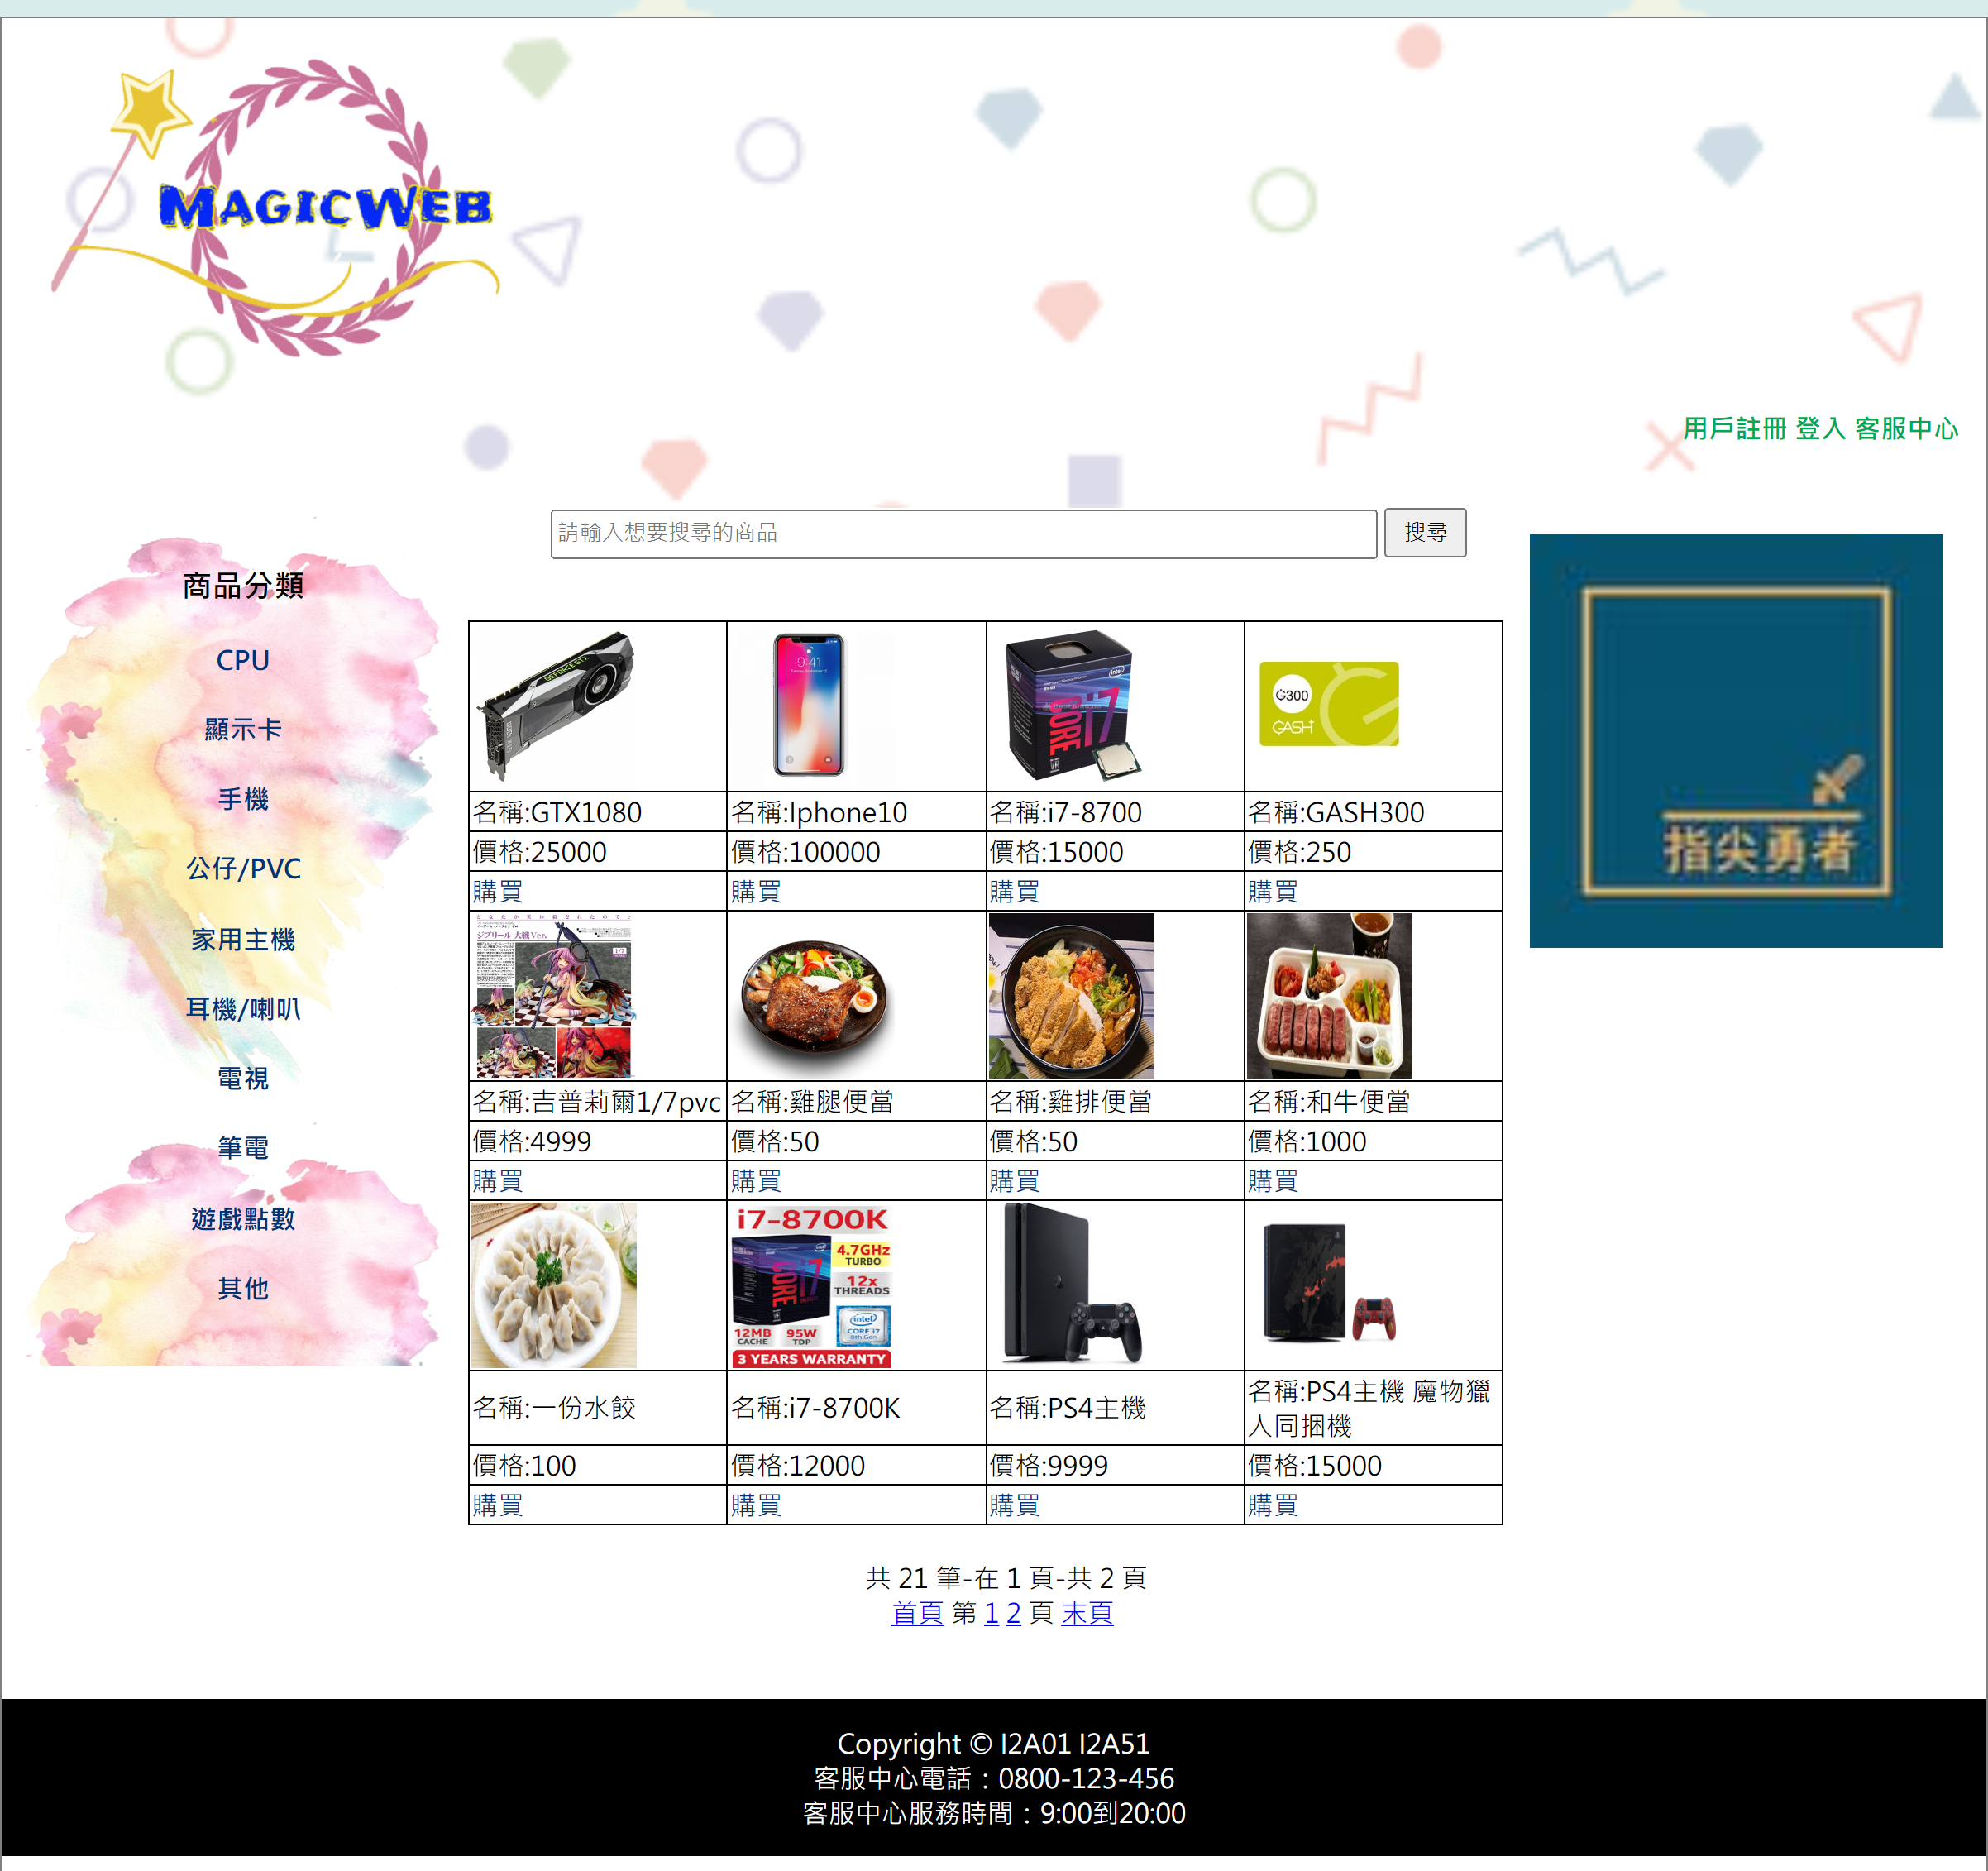 MAGICWEB
用戶註冊 登入 客服中心
請輸入想要搜尋的商品 搜尋
商品分類
CPU
顯示卡
手機
公仔/PVC
家用主機
耳機/喇叭
電視
筆電
遊戲點數
其他
GEFORCE GTX
9:41
intel
CORE i7
G300
GASH
名稱:GTX1080 名稱:Iphone10 名稱:i7-8700 名稱:GASH300
價格:25000 價格:100000 價格:15000 價格:250
購買 購買 購買 購買
ジブリール 大戦Ver.
名稱:吉普莉爾1/7pvc 名稱:雞腿便當 名稱:雞排便當 名稱:和牛便當
價格:4999 價格:50 價格:50 價格:1000
購買 購買 購買 購買
i7-8700K
4.7GHz
TURBO
12x
THREADS
CORE i7
12MB
CACHE
95W
TDP
intel
CORE i7
8th Gen
3 YEARS WARRANTY
名稱:一份水餃 名稱:i7-8700K 名稱:PS4主機 名稱:PS4主機 魔物獵
人同捆機
價格:100 價格:12000 價格:9999 價格:15000
購買 購買 購買 購買
指尖勇者
共 21 筆-在 1 頁-共 2 頁
首頁 第 1 2 頁 末頁
Copyright © I2A01 I2A51
客服中心電話：0800-123-456
客服中心服務時間：9:00到20:00